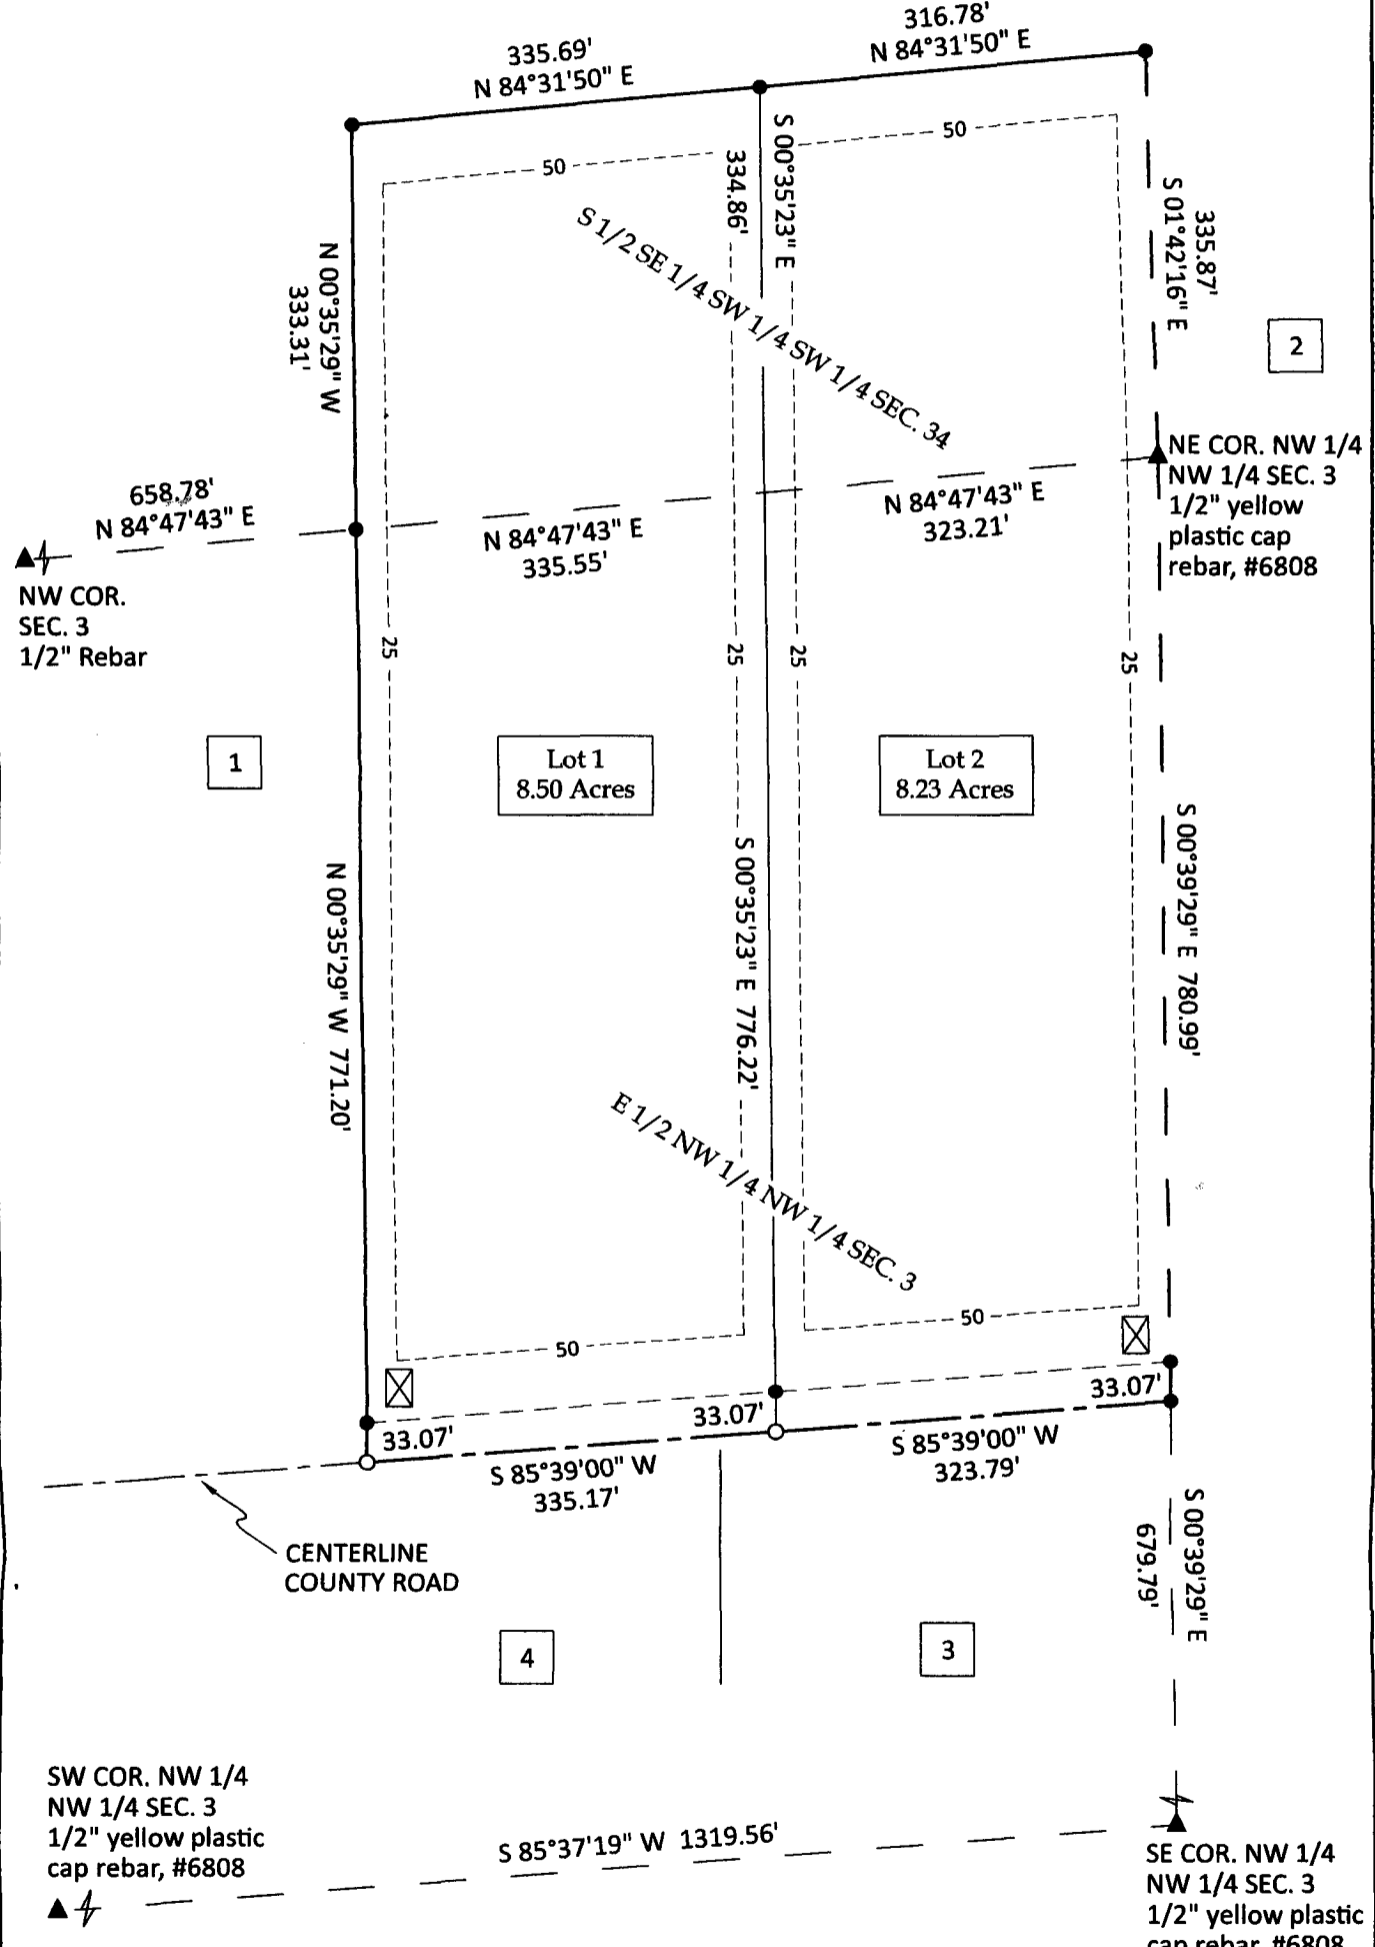 316.78'
N 84°31'50" E
335.69'
N 84°31'50" E
50
50
S 00°35'23" E
334.86'
S 01°42'16" E
335.87'
S 1/2 SE 1/4 SW 1/4 SW 1/4 SEC. 34
N 00°35'29" W
333.31'
2
NE COR. NW 1/4
NW 1/4 SEC. 3
1/2" yellow
plastic cap
rebar, #6808
658.78'
N 84°47'43" E
N 84°47'43" E
335.55'
N 84°47'43" E
323.21'
NW COR.
SEC. 3
1/2" Rebar
25
25
25
25
1
Lot 1
8.50 Acres
Lot 2
8.23 Acres
N 00°35'29" W 771.20'
S 00°35'23" E 776.22'
S 00°39'29" E 780.99'
E 1/2 NW 1/4 NW 1/4 SEC. 3
50
50
33.07'
33.07'
33.07'
S 85°39'00" W
335.17'
S 85°39'00" W
323.79'
CENTERLINE
COUNTY ROAD
S 00°39'29" E
679.79'
4
3
SW COR. NW 1/4
NW 1/4 SEC. 3
1/2" yellow plastic
cap rebar, #6808
S 85°37'19" W 1319.56'
SE COR. NW 1/4
NW 1/4 SEC. 3
1/2" yellow plastic
cap rebar, #6808